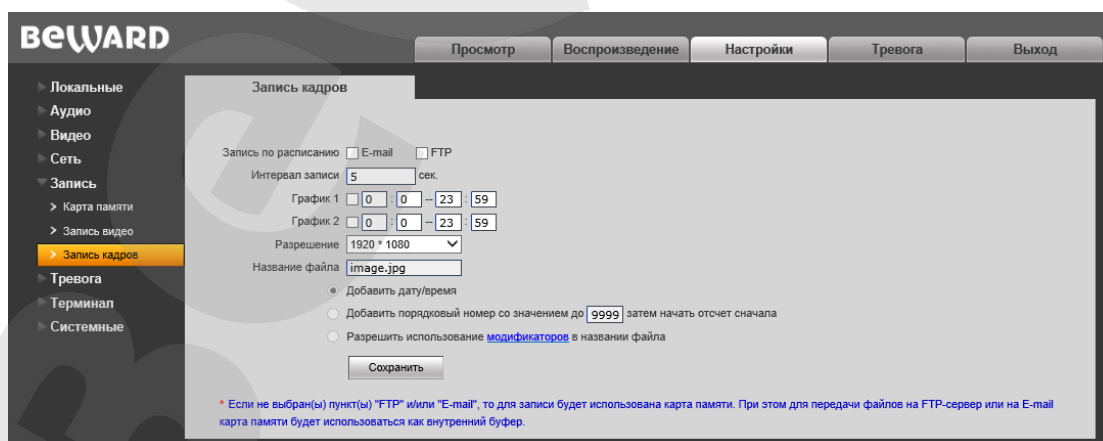 BEWARD
Просмотр Воспроизведение Настройки Тревога Выход
Локальные
Аудио
Видео
Сеть
Запись
> Карта памяти
> Запись видео
> Запись кадров
Тревога
Терминал
Системные
Запись кадров
Запись по расписанию E-mail FTP
Интервал записи 5 сек.
График 1 0 : 0 -- 23 : 59
График 2 0 : 0 -- 23 : 59
Разрешение 1920 * 1080
Название файла image.jpg
Добавить дату/время
Добавить порядковый номер со значением до 9999 затем начать отсчет сначала
Разрешить использование модификаторов в названии файла
Сохранить
* Если не выбран(ы) пункт(ы) "FTP" и/или "E-mail", то для записи будет использована карта памяти. При этом для передачи файлов на FTP-сервер или на E-mail
карта памяти будет использоваться как внутренний буфер.